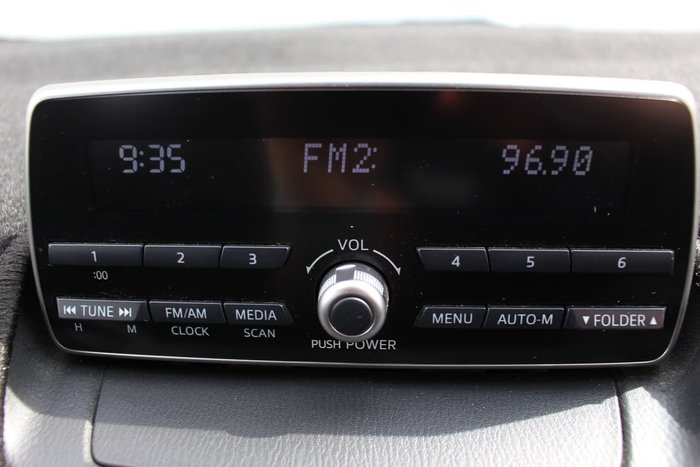 9:35 FM2 96.90
VOL
1 2 3 4 5 6
:00
TUNE FM/AM MEDIA MENU AUTO-M FOLDER
H M CLOCK SCAN
PUSH POWER